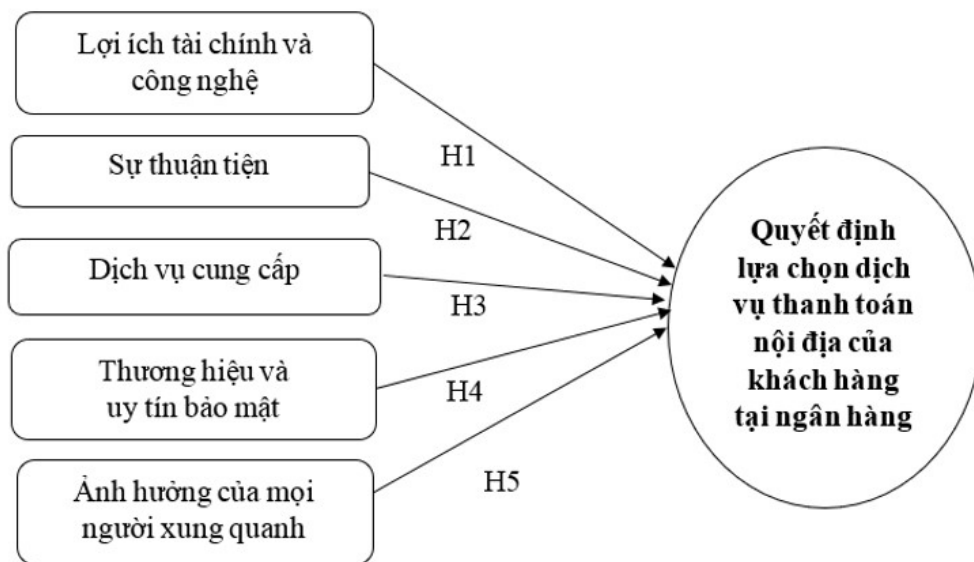 Lợi ích tài chính và
công nghệ
H1
Sự thuận tiện
H2
Dịch vụ cung cấp
H3
Thương hiệu và
uy tín bảo mật
H4
Ảnh hưởng của mọi
người xung quanh
H5
Quyết định
lựa chọn dịch
vụ thanh toán
nội địa của
khách hàng
tại ngân hàng